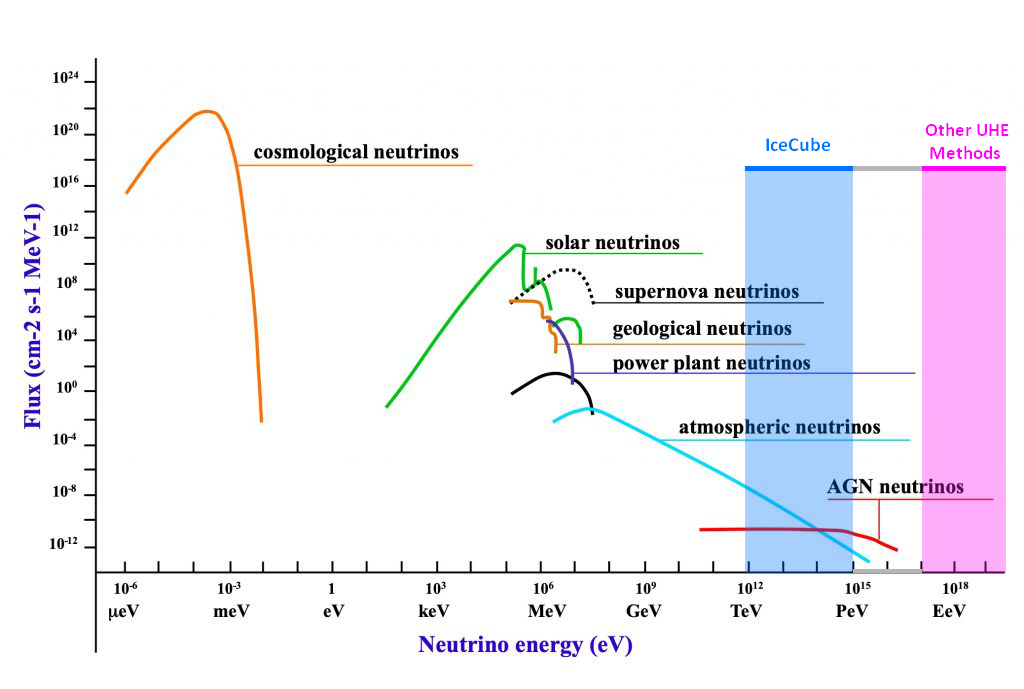 10^24
10^20
10^16
10^12
10^8
10^4
10^0
10^-4
10^-8
10^-12
Flux (cm-2 s-1 MeV-1)
cosmological neutrinos
IceCube
Other UHE
Methods
solar neutrinos
supernova neutrinos
geological neutrinos
power plant neutrinos
atmospheric neutrinos
AGN neutrinos
10^-6 10^-3 1 10^3 10^6 10^9 10^12 10^15 10^18
μeV meV eV keV MeV GeV TeV PeV EeV
Neutrino energy (eV)